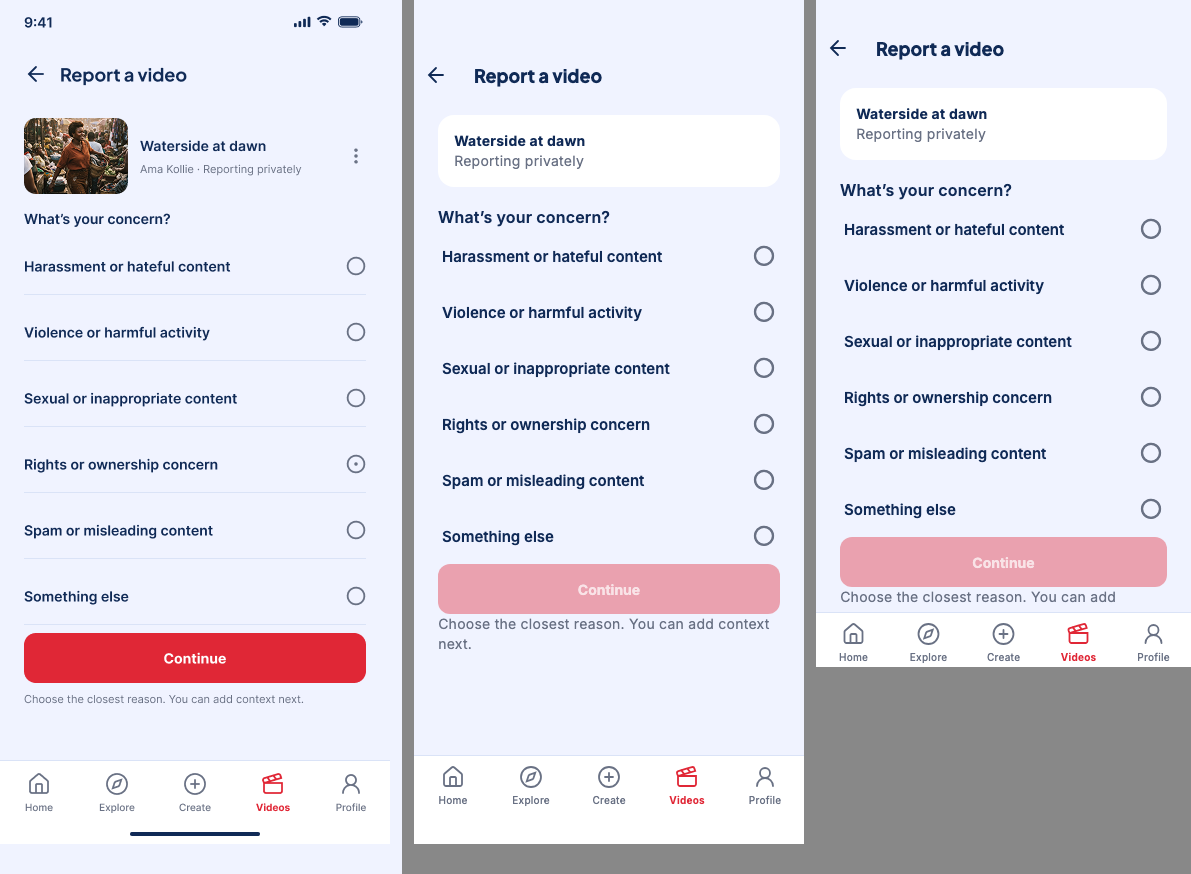 9:41
Report a video
Waterside at dawn
Ama Kollie · Reporting privately
What's your concern?
Harassment or hateful content
Violence or harmful activity
Sexual or inappropriate content
Rights or ownership concern
Spam or misleading content
Something else
Continue
Choose the closest reason. You can add context next.
Home
Explore
Create
Videos
Profile
Report a video
Waterside at dawn
Reporting privately
What's your concern?
Harassment or hateful content
Violence or harmful activity
Sexual or inappropriate content
Rights or ownership concern
Spam or misleading content
Something else
Continue
Choose the closest reason. You can add context
next.
Home
Explore
Create
Videos
Profile
Report a video
Waterside at dawn
Reporting privately
What's your concern?
Harassment or hateful content
Violence or harmful activity
Sexual or inappropriate content
Rights or ownership concern
Spam or misleading content
Something else
Continue
Choose the closest reason. You can add
Home
Explore
Create
Videos
Profile